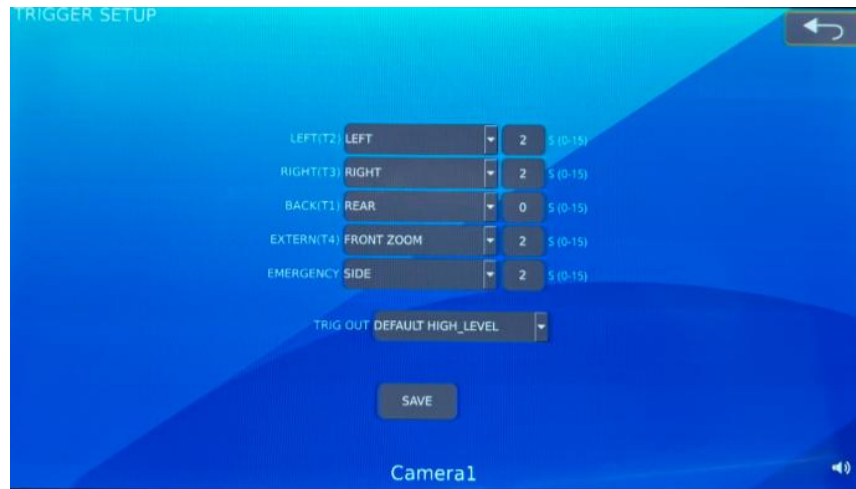 TRIGGER SETUP
LEFT(T2) LEFT 2 S (0-15)
RIGHT(T3) RIGHT 2 S (0-15)
BACK(T1) REAR 0 S (0-15)
EXTERN(T4) FRONT ZOOM 2 S (0-15)
EMERGENCY SIDE 2 S (0-15)
TRIG OUT DEFAULT HIGH_LEVEL
SAVE
Camera1